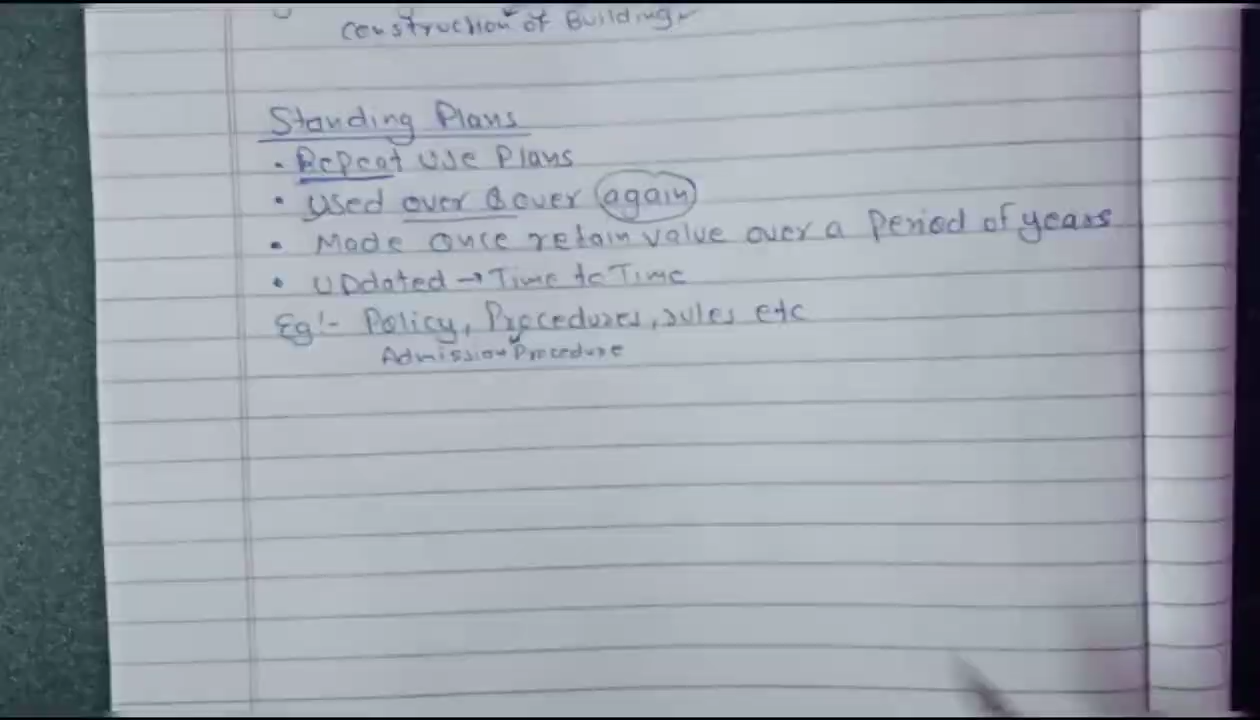 construction of Building
Standing Plans
• Repeat use Plans
• used over & over again
• Made once retain value over a Period of years
• Updated → Time to Time
Eg:- Policy, Procedures, rules etc
Admission Procedure